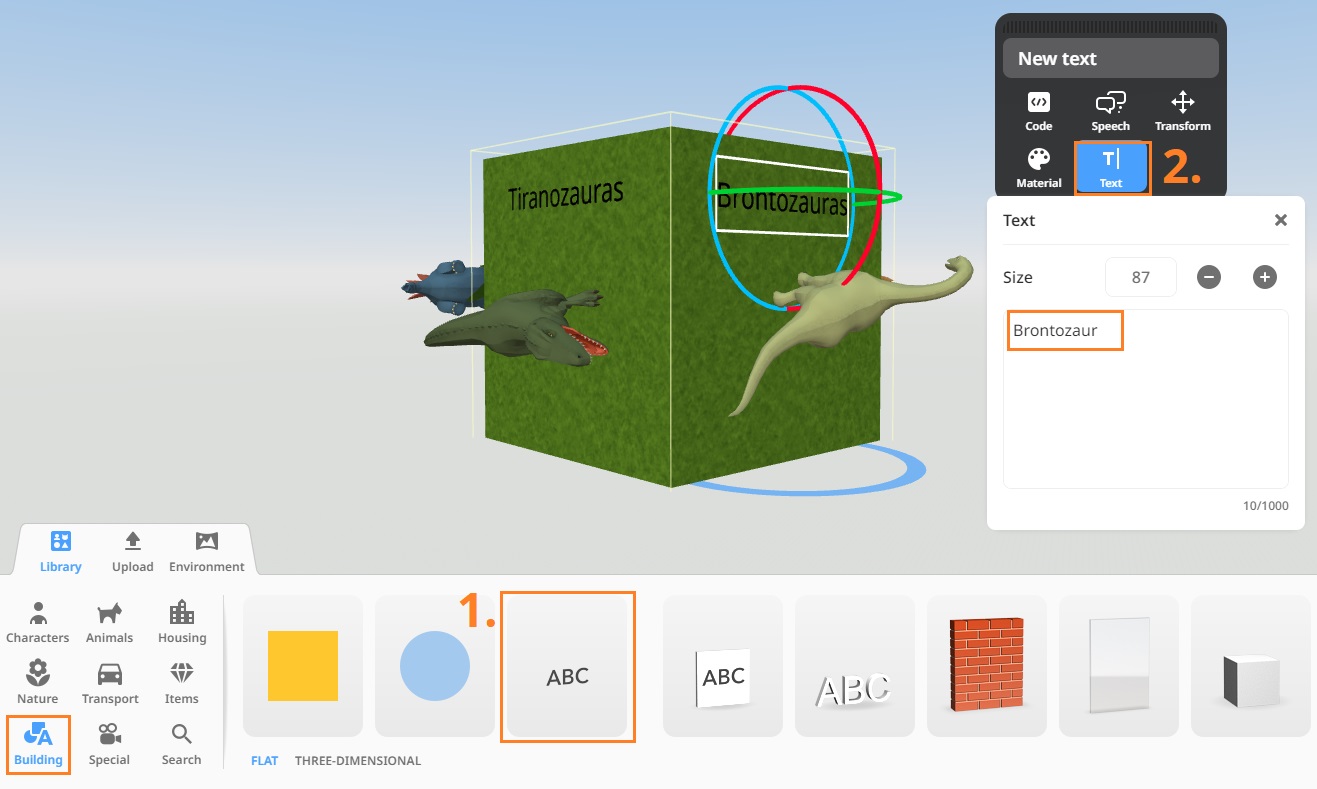 New text
Code
Speech
Transform
Material
T
Text
2.
Text
Size
87
Brontozaur
10/1000
Tiranozauras
Brontozauras
Library
Upload
Environment
Characters
Animals
Housing
Nature
Transport
Items
Building
Special
Search
1.
ABC
ABC
ABC
FLAT
THREE-DIMENSIONAL